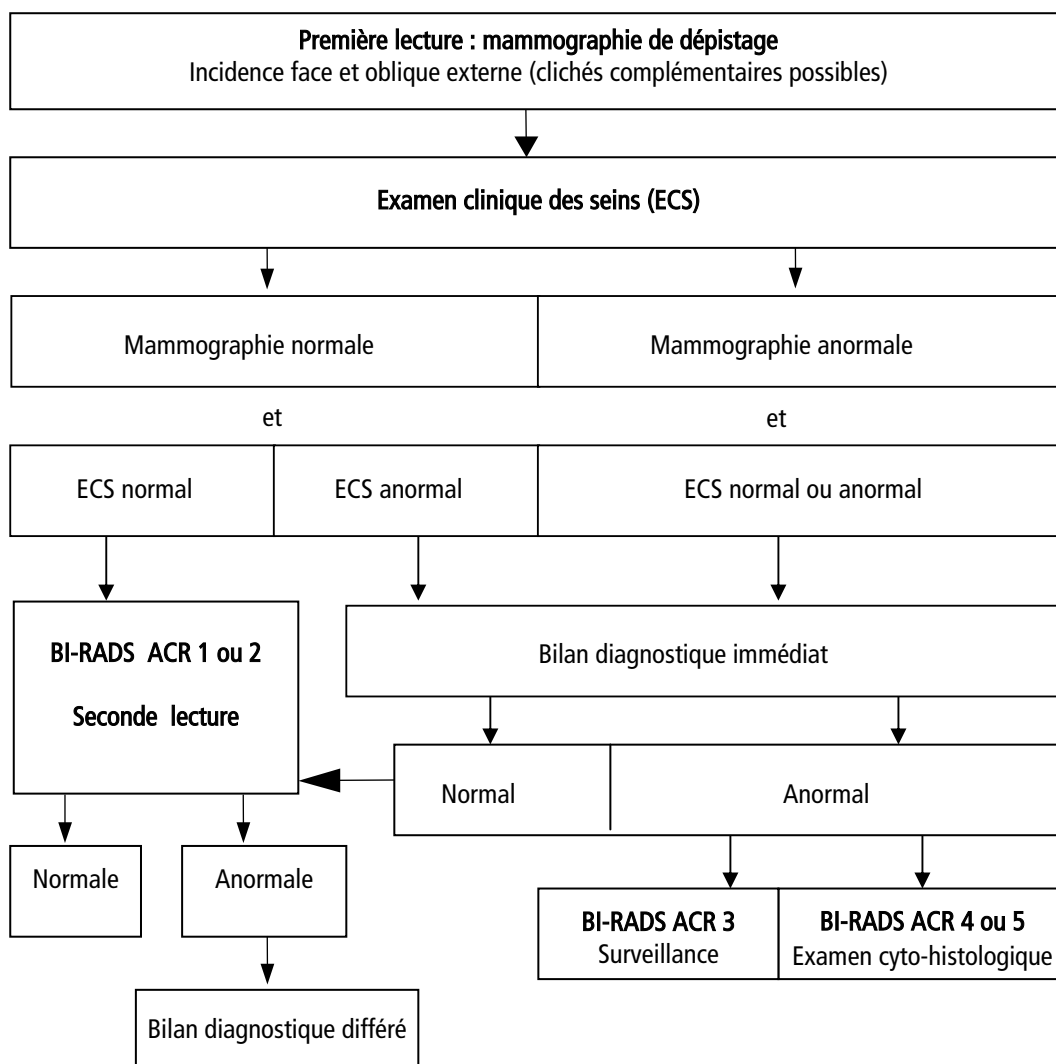 Première lecture : mammographie de dépistage
Incidence face et oblique externe (clichés complémentaires possibles)
Examen clinique des seins (ECS)
Mammographie normale
Mammographie anormale
et
et
ECS normal
ECS anormal
ECS normal ou anormal
BI-RADS ACR 1 ou 2
Seconde lecture
Bilan diagnostique immédiat
Normal
Anormal
Normale
Anormale
BI-RADS ACR 3
Surveillance
BI-RADS ACR 4 ou 5
Examen cyto-histologique
Bilan diagnostique différé